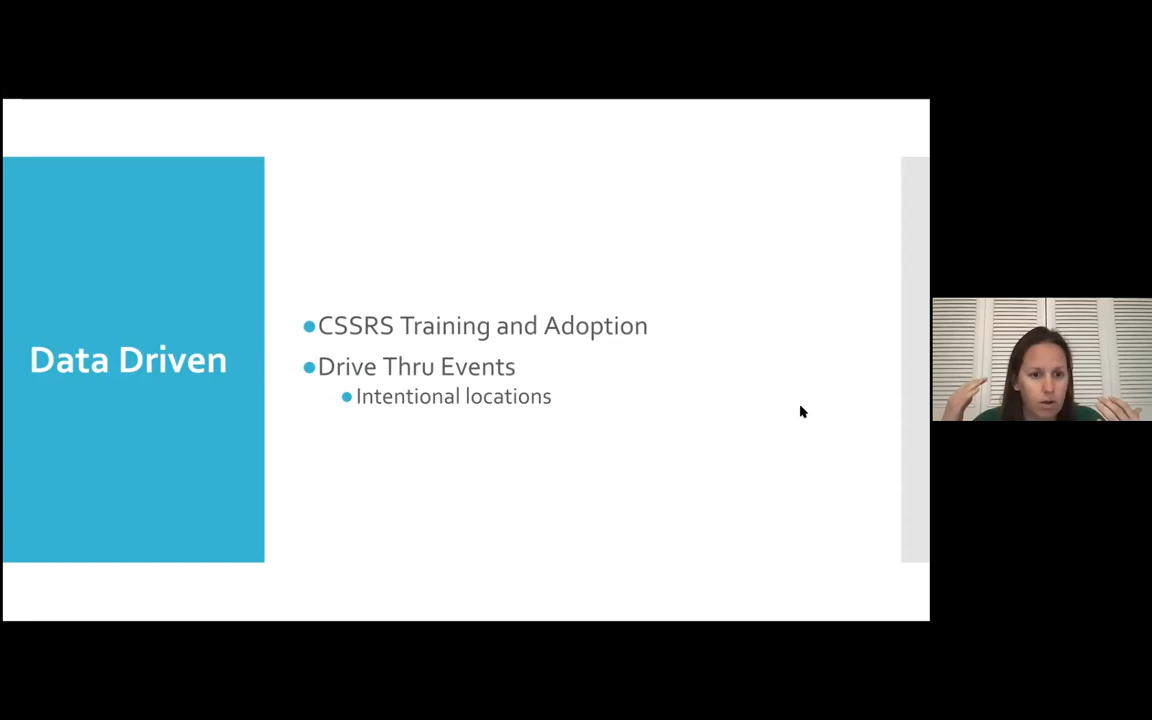 Data Driven
CSSRS Training and Adoption
Drive Thru Events
Intentional locations